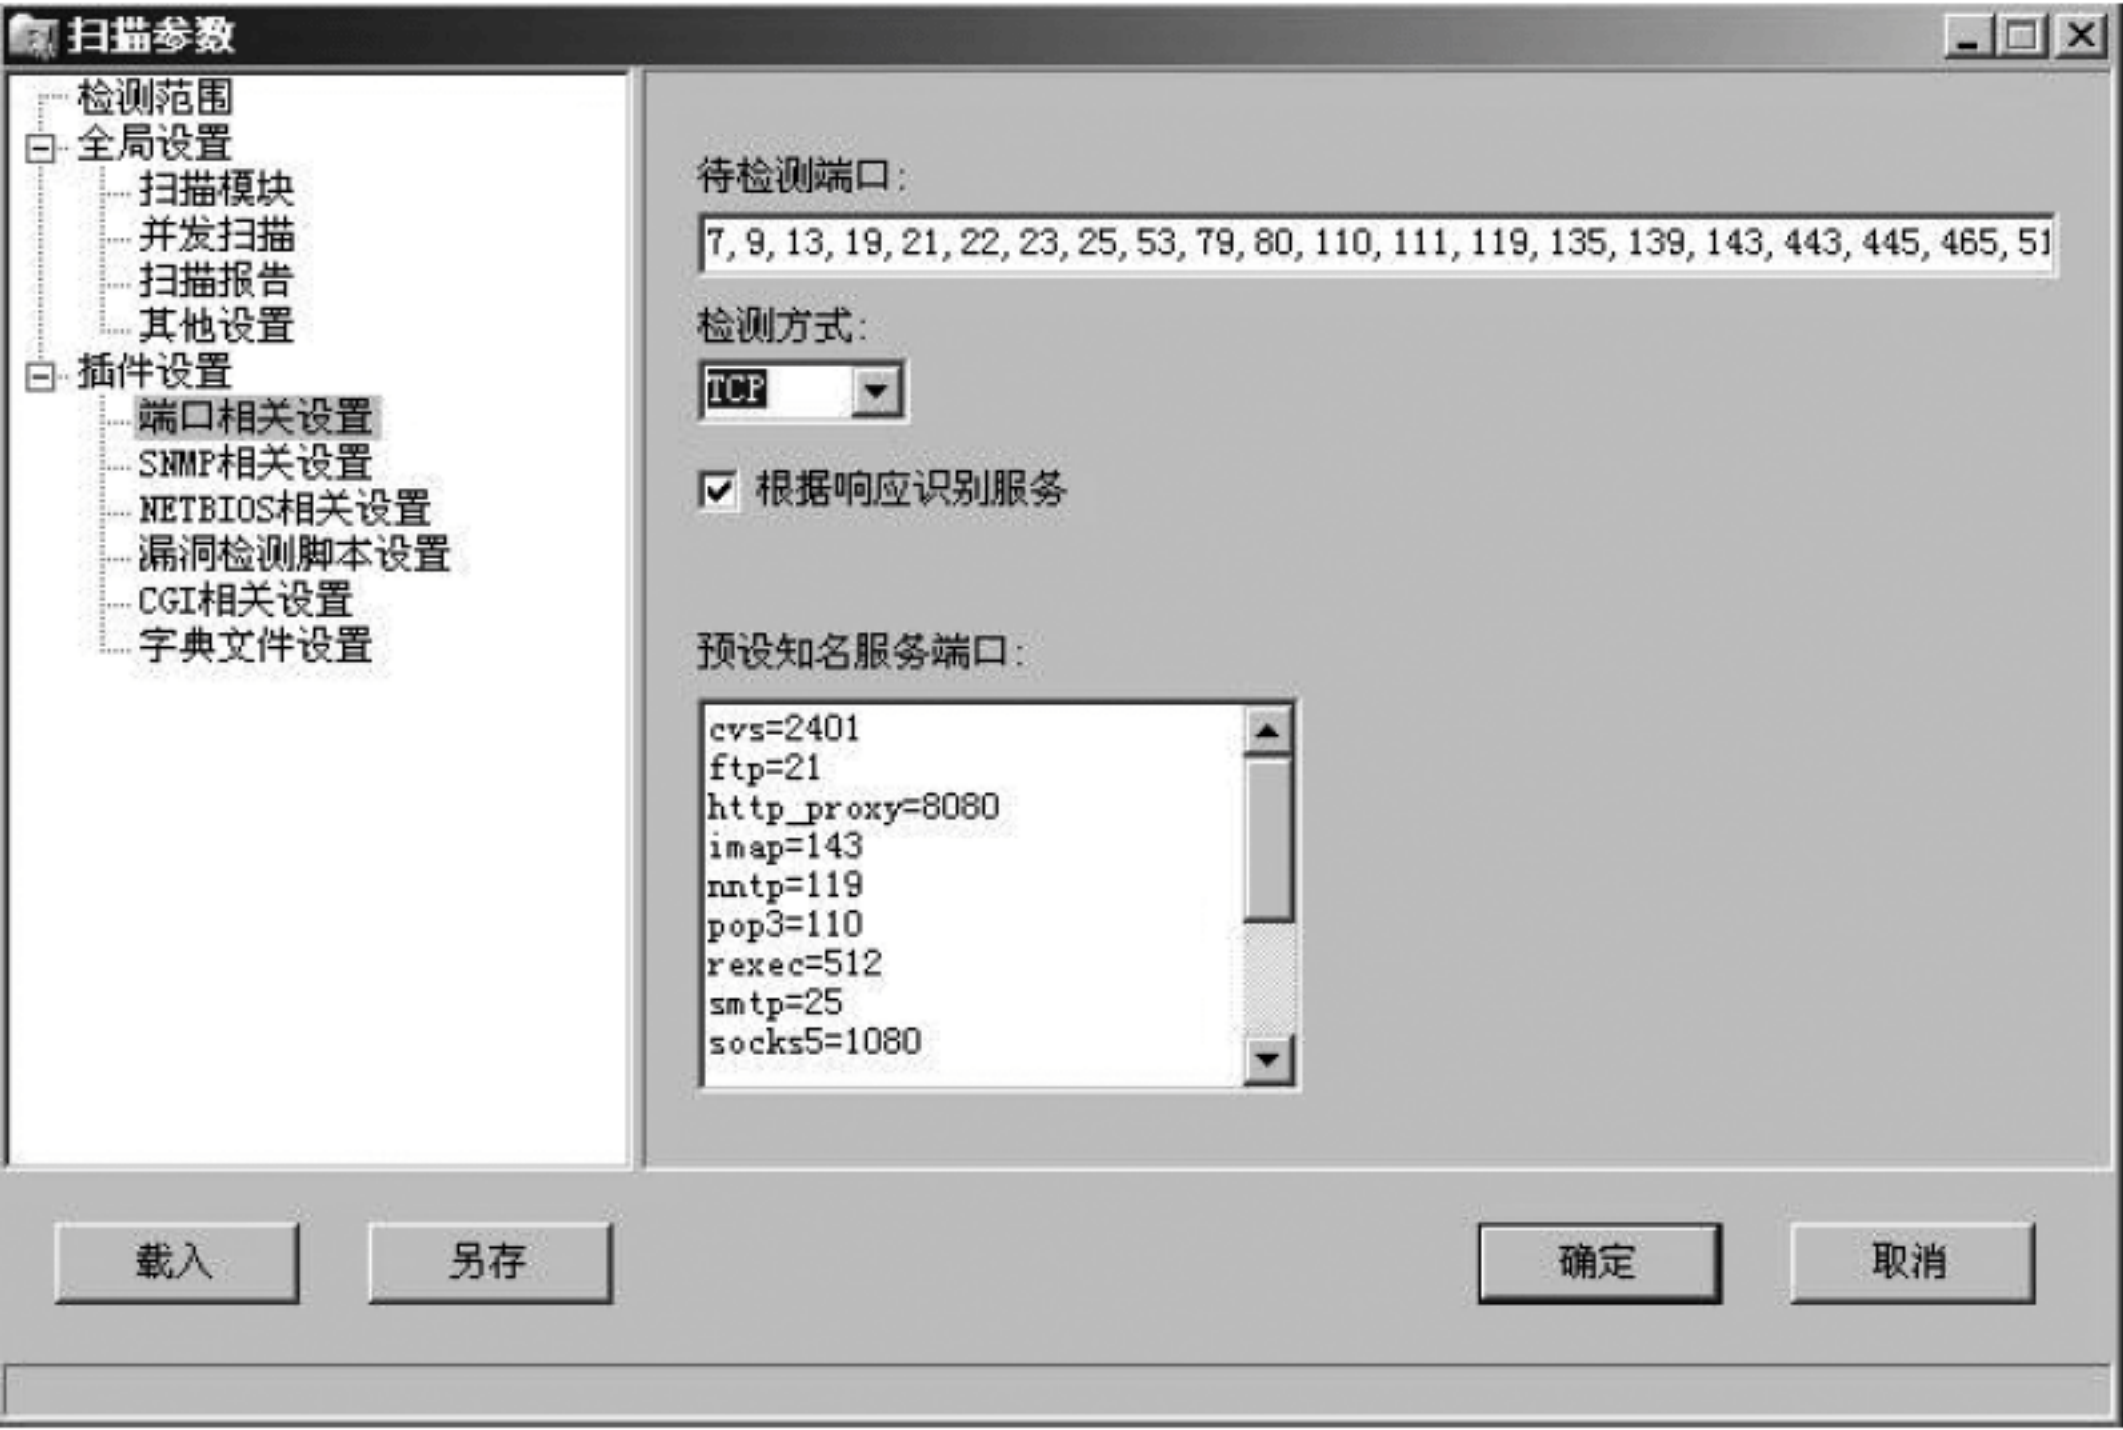 扫描参数
检测范围
全局设置
扫描模块
并发扫描
扫描报告
其他设置
插件设置
端口相关设置
SNMP相关设置
NETBIOS相关设置
漏洞检测脚本设置
CGI相关设置
字典文件设置
待检测端口:
7, 9, 13, 19, 21, 22, 23, 25, 53, 79, 80, 110, 111, 119, 135, 139, 143, 443, 445, 465, 51
检测方式:
TCP
根据响应识别服务
预设知名服务端口:
cvs=2401
ftp=21
http_proxy=8080
imap=143
nntp=119
pop3=110
rexec=512
smtp=25
socks5=1080
载入 另存 确定 取消